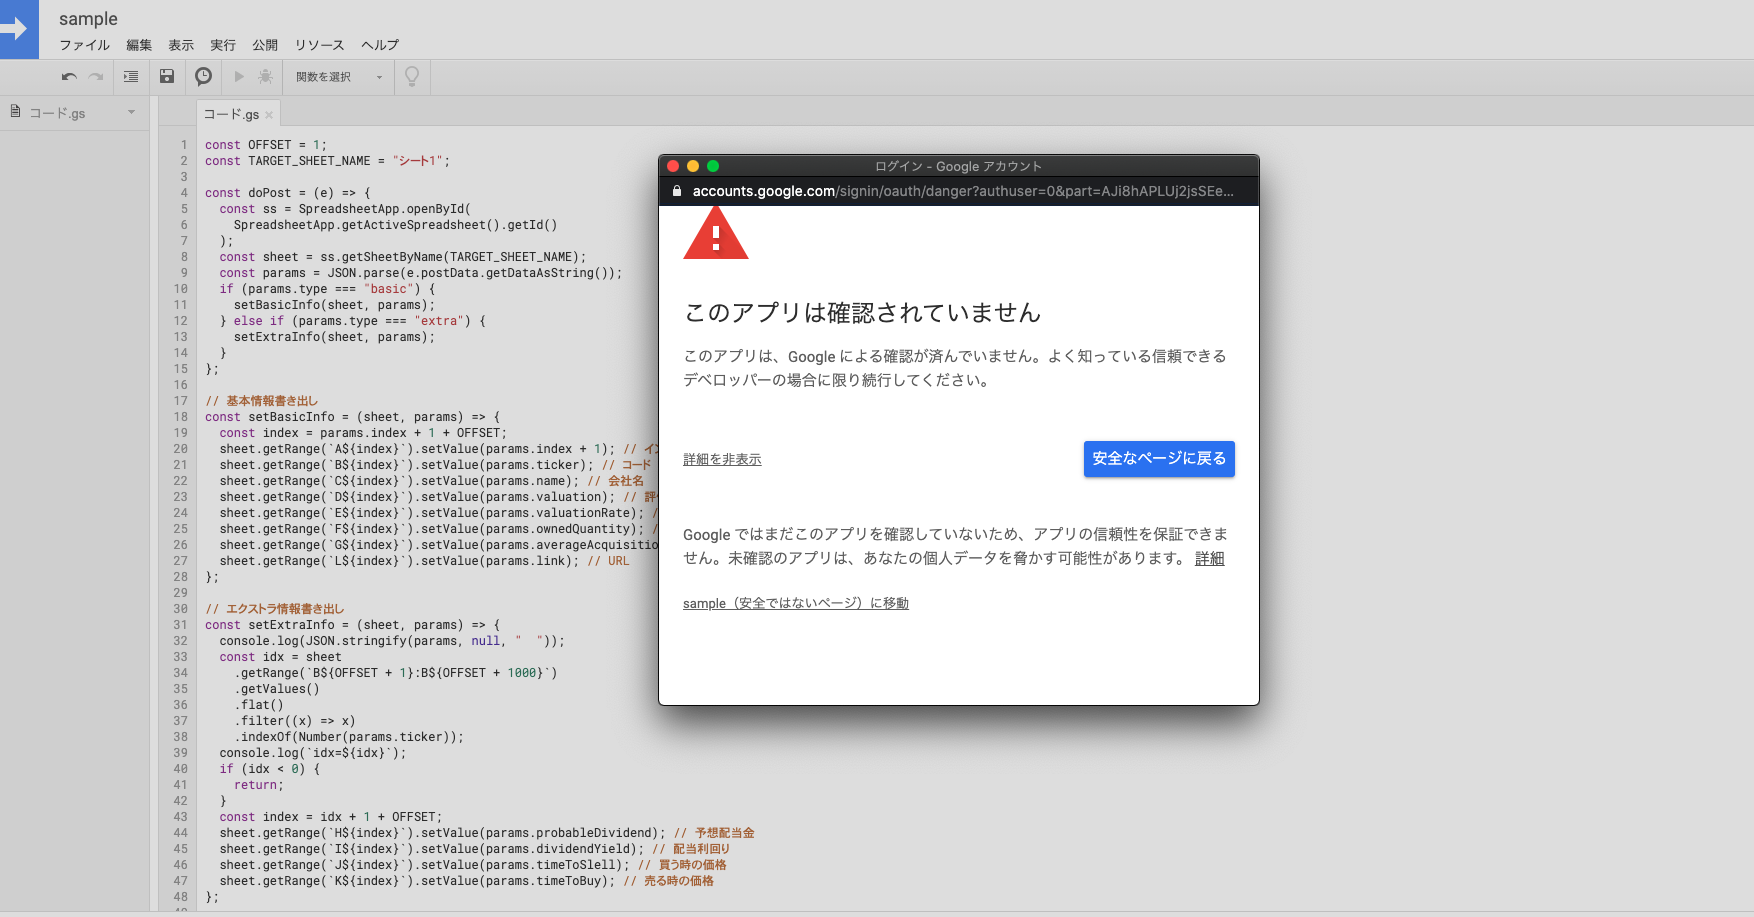 sample
ファイル 編集 表示 実行 公開 リソース ヘルプ
関数を選択
コード.gs
コード.gs ×
1 const OFFSET = 1;
2 const TARGET_SHEET_NAME = "シート1";
3
4 const doPost = (e) => {
5 const ss = SpreadsheetApp.openById(
6 SpreadsheetApp.getActiveSpreadsheet().getId()
7 );
8 const sheet = ss.getSheetByName(TARGET_SHEET_NAME);
9 const params = JSON.parse(e.postData.getDataAsString());
10 if (params.type === "basic") {
11 setBasicInfo(sheet, params);
12 } else if (params.type === "extra") {
13 setExtraInfo(sheet, params);
14 }
15 };
16
17 // 基本情報書き出し
18 const setBasicInfo = (sheet, params) => {
19 const index = params.index + 1 + OFFSET;
20 sheet.getRange(`A${index}`).setValue(params.index + 1); // イン
21 sheet.getRange(`B${index}`).setValue(params.ticker); // コード
22 sheet.getRange(`C${index}`).setValue(params.name); // 会社名
23 sheet.getRange(`D${index}`).setValue(params.valuation); // 評
24 sheet.getRange(`E${index}`).setValue(params.valuationRate); /
25 sheet.getRange(`F${index}`).setValue(params.ownedQuantity); /
26 sheet.getRange(`G${index}`).setValue(params.averageAcquisitio
27 sheet.getRange(`L${index}`).setValue(params.link); // URL
28 };
29
30 // エクストラ情報書き出し
31 const setExtraInfo = (sheet, params) => {
32 console.log(JSON.stringify(params, null, "  "));
33 const idx = sheet
34 .getRange(`B${OFFSET + 1}:B${OFFSET + 1000}`)
35 .getValues()
36 .flat()
37 .filter((x) => x)
38 .indexOf(Number(params.ticker));
39 console.log(`idx=${idx}`);
40 if (idx < 0) {
41 return;
42 }
43 const index = idx + 1 + OFFSET;
44 sheet.getRange(`H${index}`).setValue(params.probableDividend); // 予想配当金
45 sheet.getRange(`I${index}`).setValue(params.dividendYield); // 配当利回り
46 sheet.getRange(`J${index}`).setValue(params.timeToSlell); // 買う時の価格
47 sheet.getRange(`K${index}`).setValue(params.timeToBuy); // 売る時の価格
48 };
ログイン - Google アカウント
accounts.google.com/signin/oauth/danger?authuser=0&part=AJi8hAPLUj2jsSEe...
このアプリは確認されていません
このアプリは、Google による確認が済んでいません。よく知っている信頼できる
デベロッパーの場合に限り続行してください。
詳細を非表示
安全なページに戻る
Google ではまだこのアプリを確認していないため、アプリの信頼性を保証できま
せん。未確認のアプリは、あなたの個人データを脅かす可能性があります。 詳細
sample（安全ではないページ）に移動